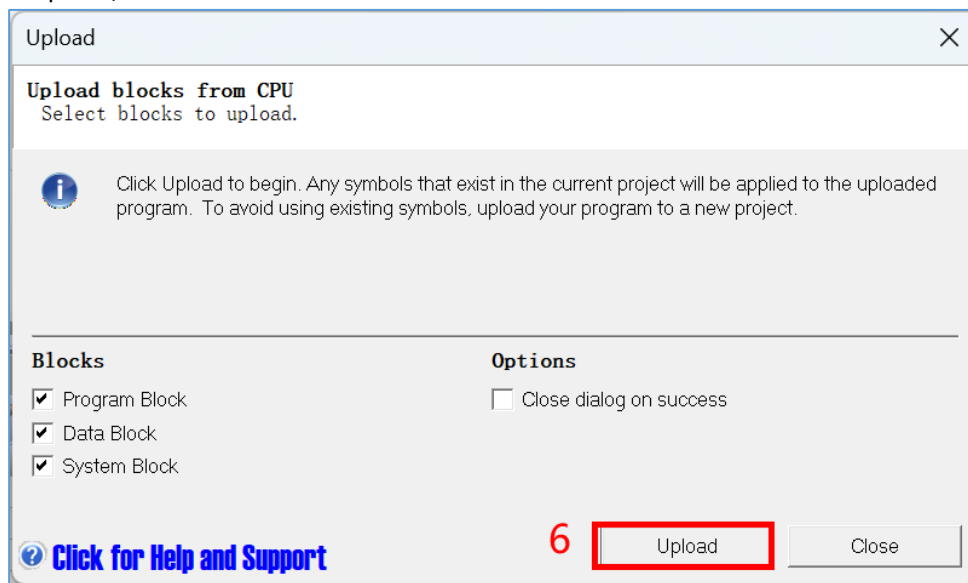 Upload
Upload blocks from CPU
Select blocks to upload.
Click Upload to begin. Any symbols that exist in the current project will be applied to the uploaded
program. To avoid using existing symbols, upload your program to a new project.
Blocks
Options
Program Block
Close dialog on success
Data Block
System Block
Click for Help and Support
6
Upload
Close